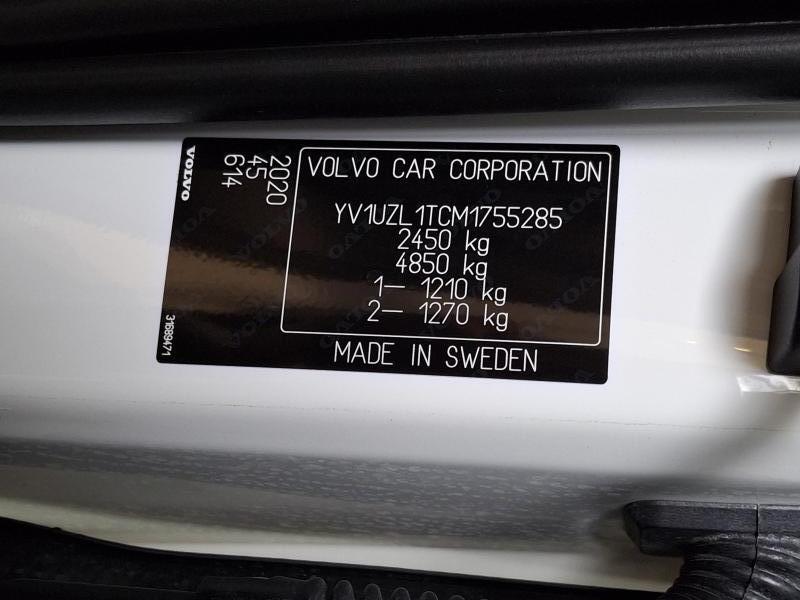 VOLVO
2020
45
614
31689471
VOLVO CAR CORPORATION
YV1UZL1TCM1755285
2450 kg
4850 kg
1— 1210 kg
2— 1270 kg
MADE IN SWEDEN